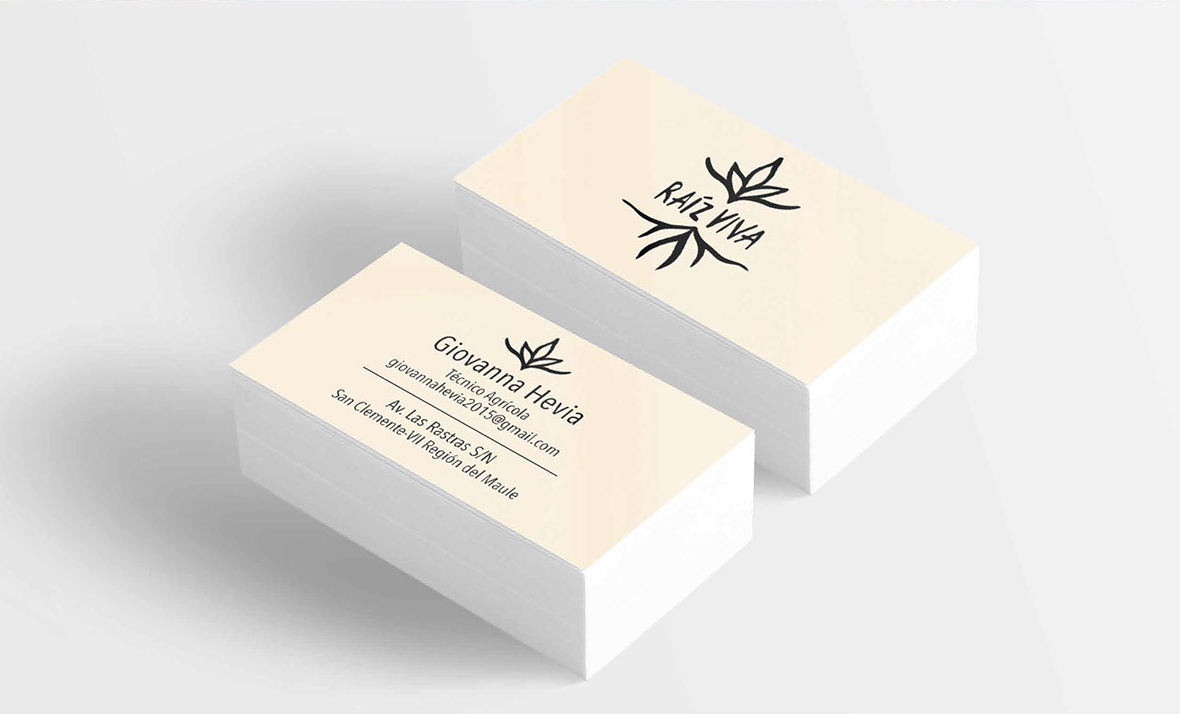 RAÍZ VIVA
Giovanna Hevia
Técnico Agrícola
giovannahevia2015@gmail.com
Av. Las Rastras S/N
San Clemente-VII Región del Maule